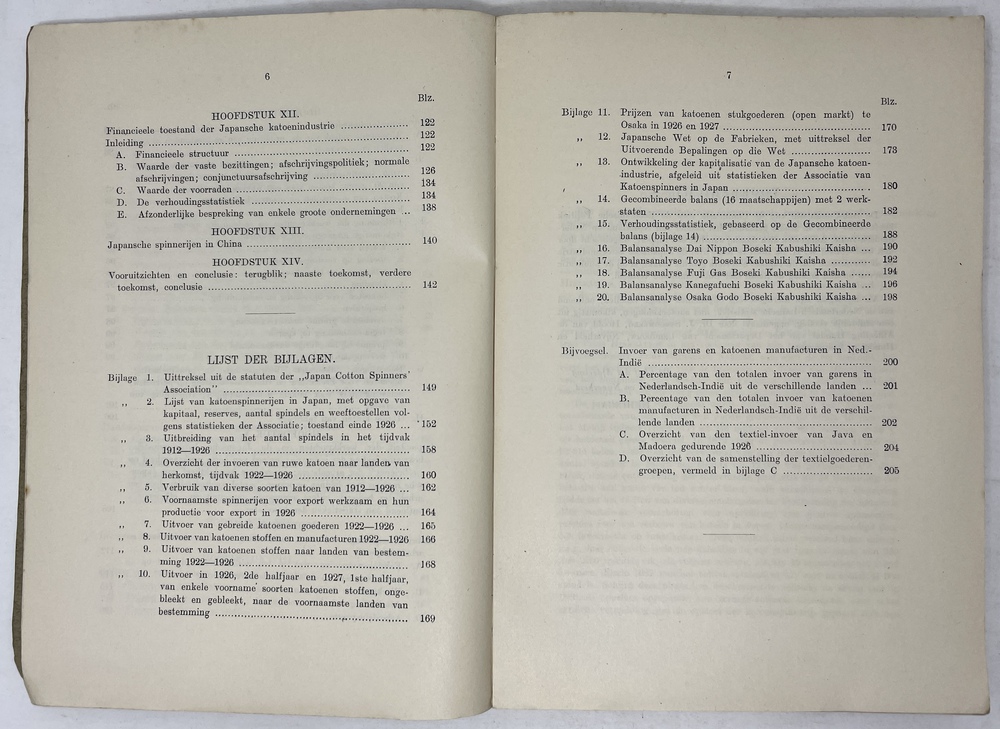 6
Blz.
HOOFDSTUK XII.
Financieele toestand der Japansche katoenindustrie .................. 122
Inleiding .................. 122
A. Financieele structuur .................. 122
B. Waarde der vaste bezittingen; afschrijvingspolitiek; normale
afschrijvingen; conjunctuursafschrijving .................. 126
C. Waarde der voorraden .................. 134
D. De verhoudingsstatistiek .................. 134
E. Afzonderlijke bespreking van enkele groote ondernemingen .. 138
HOOFDSTUK XIII.
Japansche spinnerijen in China .................. 140
HOOFDSTUK XIV.
Vooruitzichten en conclusie: terugblik; naaste toekomst, verdere
toekomst, conclusie .................. 142
LIJST DER BIJLAGEN.
Bijlage 1. Uittreksel uit de statuten der „Japan Cotton Spinners'
Association" .................. 149
„ 2. Lijst van katoenspinnerijen in Japan, met opgave van
kapitaal, reserves, aantal spindels en weeftoestellen vol-
gens statistieken der Associatie; toestand einde 1926 ... 152
„ 3. Uitbreiding van het aantal spindels in het tijdvak
1912—1926 .................. 158
„ 4. Overzicht der invoeren van ruwe katoen naar landen van
herkomst, tijdvak 1922—1926 .................. 160
„ 5. Verbruik van diverse soorten katoen van 1912—1926 ... 162
„ 6. Voornaamste spinnerijen voor export werkzaam en hun
productie voor export in 1926 .................. 164
„ 7. Uitvoer van gebreide katoenen goederen 1922—1926 ... 165
„ 8. Uitvoer van katoenen stoffen en manufacturen 1922—1926 166
„ 9. Uitvoer van katoenen stoffen naar landen van bestem-
ming 1922—1926 .................. 168
„ 10. Uitvoer in 1926, 2de halfjaar en 1927, 1ste halfjaar,
van enkele voorname soorten katoenen stoffen, onge-
bleekt en gebleekt, naar de voornaamste landen van
bestemming .................. 169
7
Blz.
Bijlage 11. Prijzen van katoenen stukgoederen (open markt) te
Osaka in 1926 en 1927 .................. 170
„ 12. Japansche Wet op de Fabrieken, met uittreksel der
Uitvoerende Bepalingen op die Wet .................. 173
„ 13. Ontwikkeling der kapitalisatie van de Japansche katoen-
industrie, afgeleid uit statistieken der Associatie van
Katoenspinners in Japan .................. 180
„ 14. Gecombineerde balans (16 maatschappijen) met 2 werk-
staten .................. 182
„ 15. Verhoudingsstatistiek, gebaseerd op de Gecombineerde
balans (bijlage 14) .................. 188
„ 16. Balansanalyse Dai Nippon Boseki Kabushiki Kaisha ... 190
„ 17. Balansanalyse Toyo Boseki Kabushiki Kaisha ............ 192
„ 18. Balansanalyse Fuji Gas Boseki Kabushiki Kaisha ...... 194
„ 19. Balansanalyse Kanegafuchi Boseki Kabushiki Kaisha ... 196
„ 20. Balansanalyse Osaka Godo Boseki Kabushiki Kaisha ... 198
Bijvoegsel. Invoer van garens en katoenen manufacturen in Ned.-
Indië .................. 200
A. Percentage van den totalen invoer van garens in
Nederlandsch-Indië uit de verschillende landen ... 201
B. Percentage van den totalen invoer van katoenen
manufacturen in Nederlandsch-Indië uit de verschil-
lende landen .................. 202
C. Overzicht van den textiel-invoer van Java en
Madoera gedurende 1926 .................. 204
D. Overzicht van de samenstelling der textielgoederen-
groepen, vermeld in bijlage C .................. 205